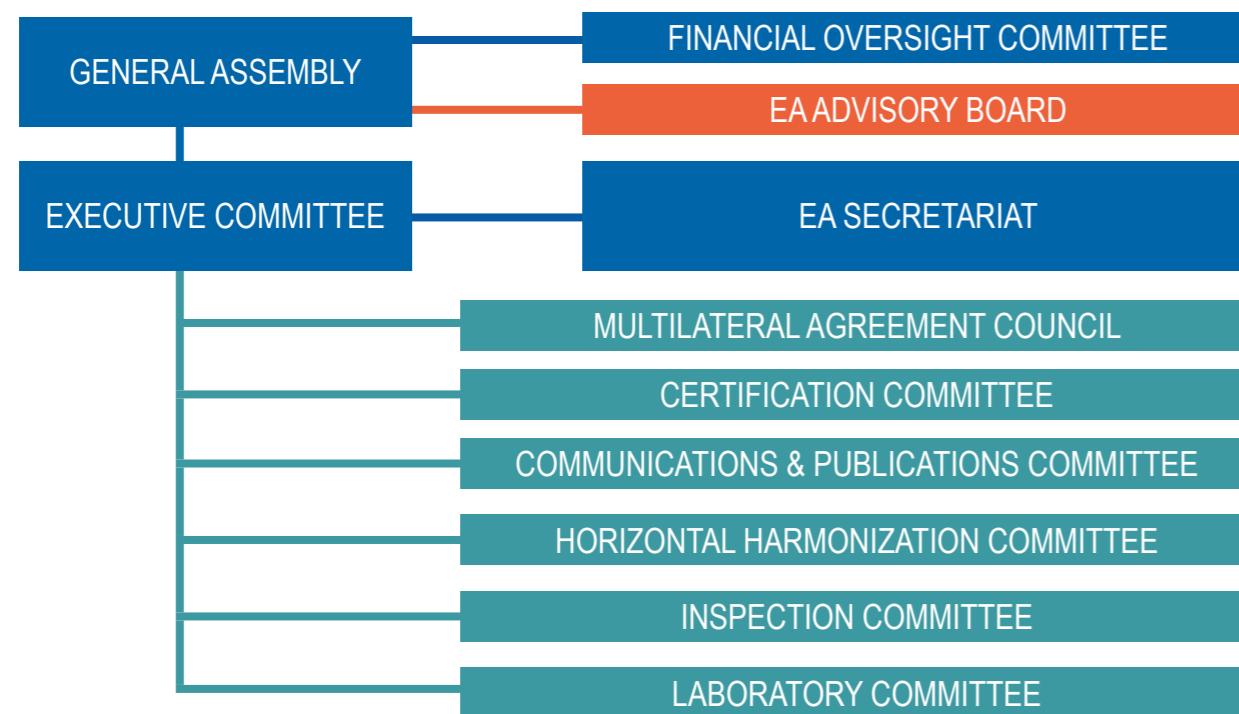 GENERAL ASSEMBLY
FINANCIAL OVERSIGHT COMMITTEE
EA ADVISORY BOARD
EXECUTIVE COMMITTEE
EA SECRETARIAT
MULTILATERAL AGREEMENT COUNCIL
CERTIFICATION COMMITTEE
COMMUNICATIONS & PUBLICATIONS COMMITTEE
HORIZONTAL HARMONIZATION COMMITTEE
INSPECTION COMMITTEE
LABORATORY COMMITTEE